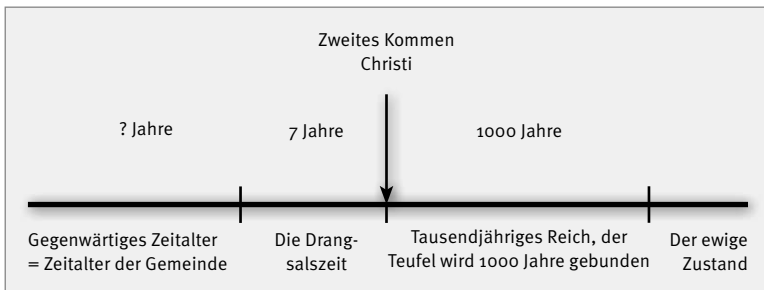 Zweites Kommen
Christi
? Jahre
7 Jahre
1000 Jahre
Gegenwärtiges Zeitalter
= Zeitalter der Gemeinde
Die Drang-
salszeit
Tausendjähriges Reich, der
Teufel wird 1000 Jahre gebunden
Der ewige
Zustand